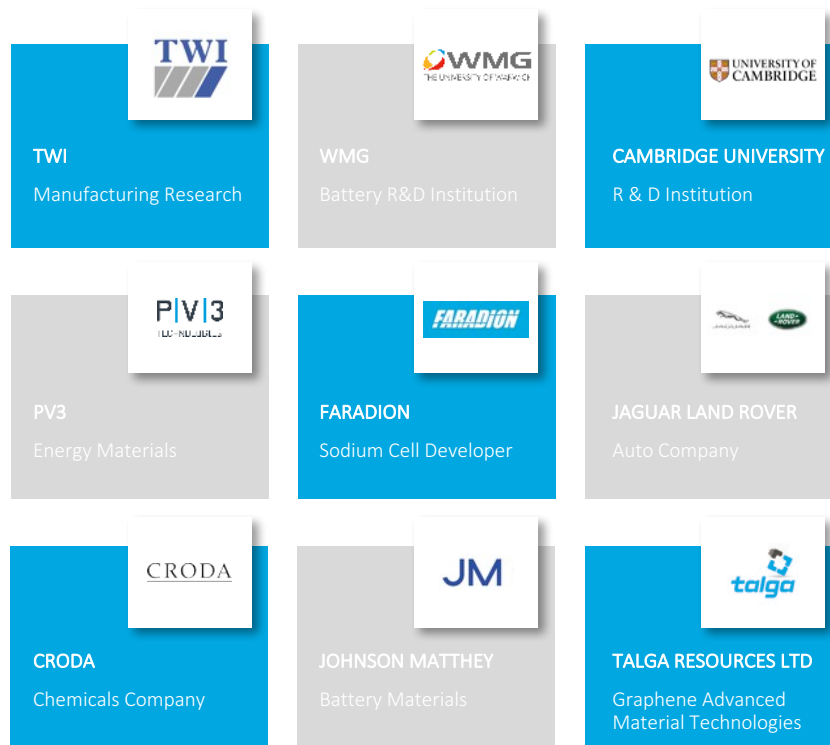 TWI
TWI
Manufacturing Research
WMG
THE UNIVERSITY OF WARWICK
WMG
Battery R&D Institution
UNIVERSITY OF
CAMBRIDGE
CAMBRIDGE UNIVERSITY
R & D Institution
P|V|3
TECHNOLOGIES
PV3
Energy Materials
FARADION
FARADION
Sodium Cell Developer
JAGUAR
LAND-
ROVER
JAGUAR LAND ROVER
Auto Company
CRODA
CRODA
Chemicals Company
JM
JOHNSON MATTHEY
Battery Materials
talga
TALGA RESOURCES LTD
Graphene Advanced
Material Technologies